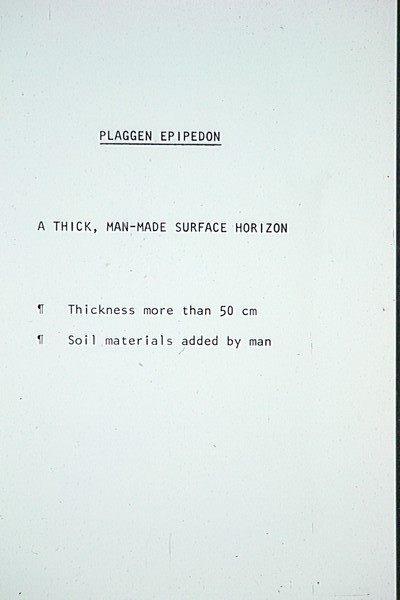 PLAGGEN EPIPEDON
A THICK, MAN-MADE SURFACE HORIZON
¶ Thickness more than 50 cm
¶ Soil materials added by man